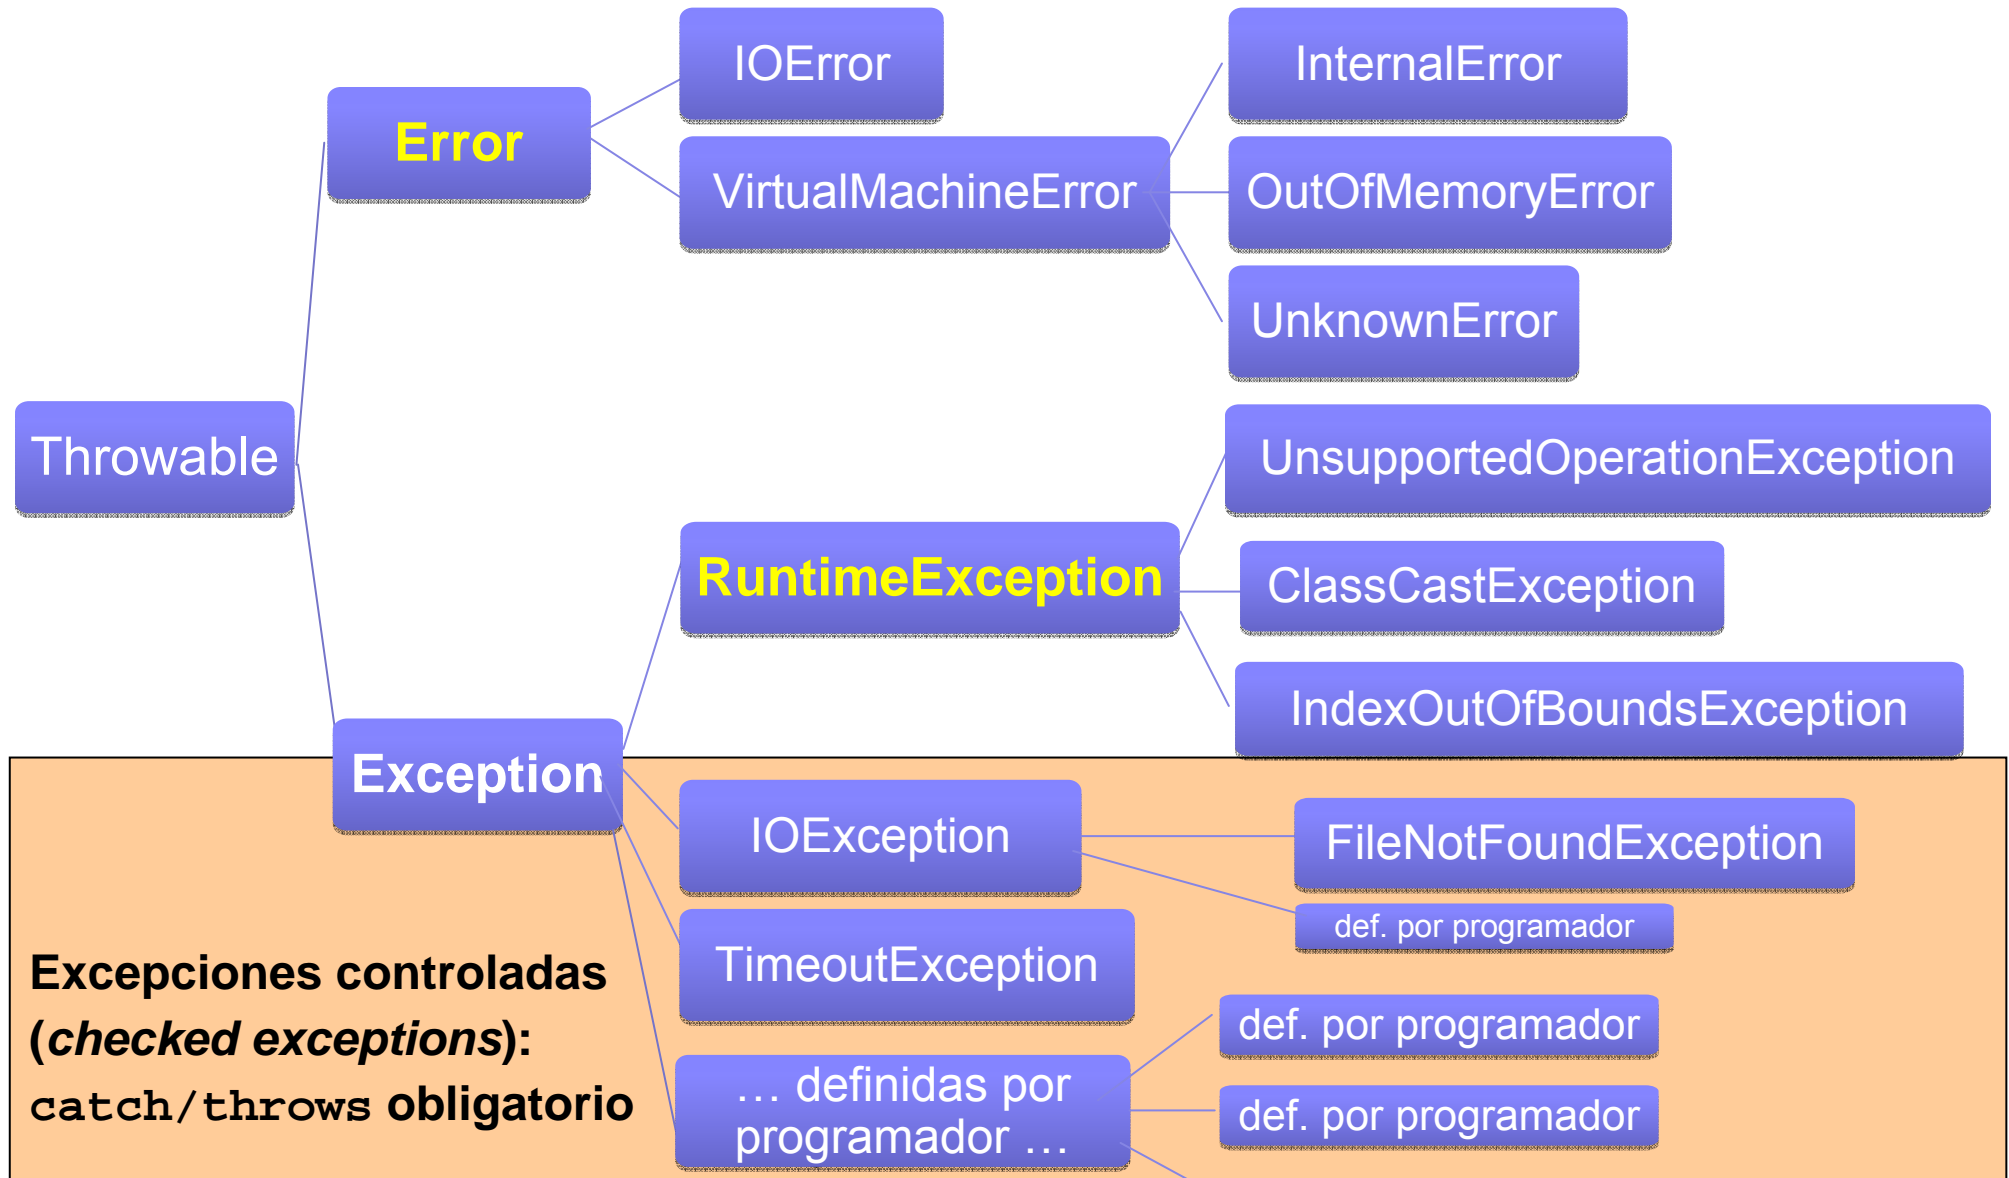 IOError
InternalError
Error
VirtualMachineError
OutOfMemoryError
UnknownError
Throwable
UnsupportedOperationException
RuntimeException
ClassCastException
IndexOutOfBoundsException
Exception
IOException
FileNotFoundException
def. por programador
TimeoutException
Excepciones controladas
(checked exceptions):
catch/throws obligatorio
… definidas por
programador …
def. por programador
def. por programador